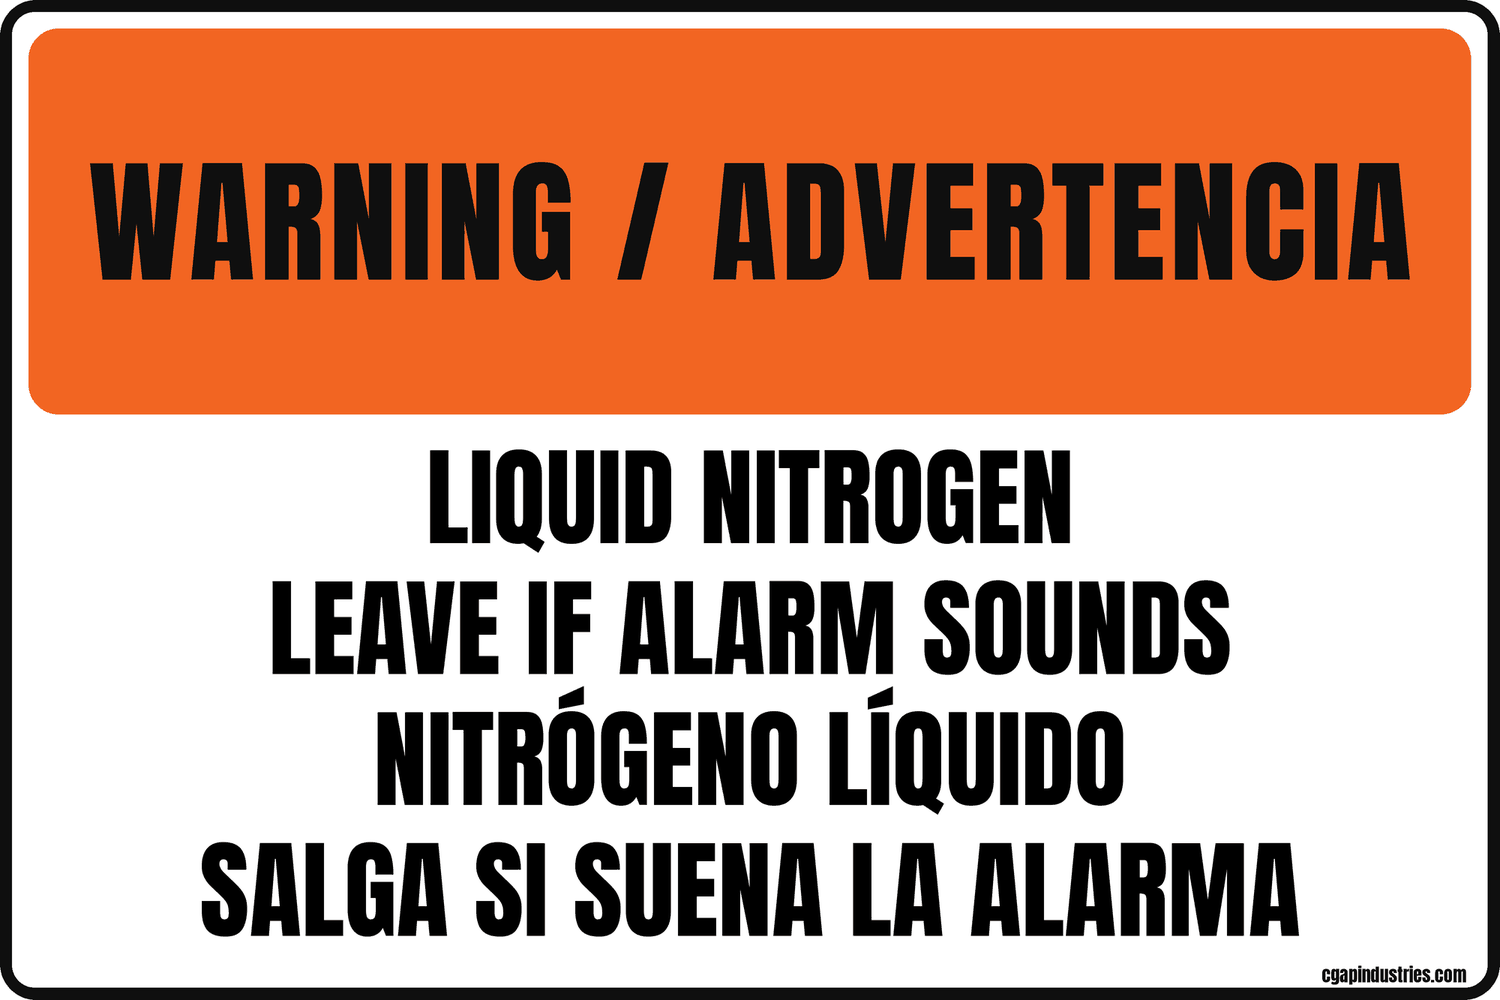 WARNING / ADVERTENCIA
LIQUID NITROGEN
LEAVE IF ALARM SOUNDS
NITRÓGENO LÍQUIDO
SALGA SI SUENA LA ALARMA
cgapindustries.com